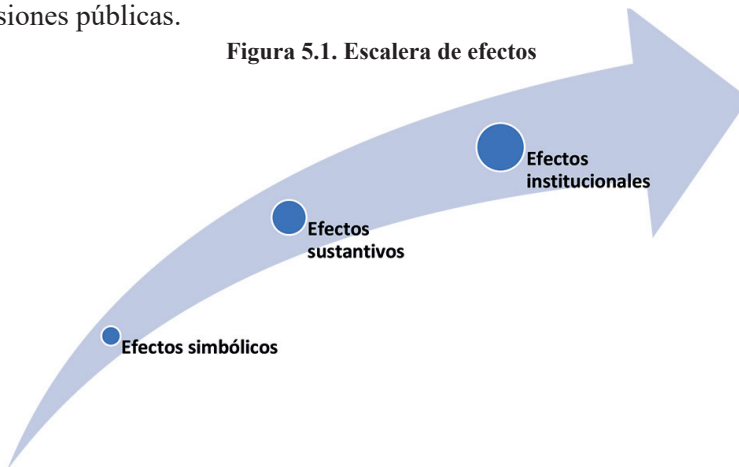 siones públicas.
Figura 5.1. Escalera de efectos
Efectos
institucionales
Efectos
sustantivos
Efectos simbólicos